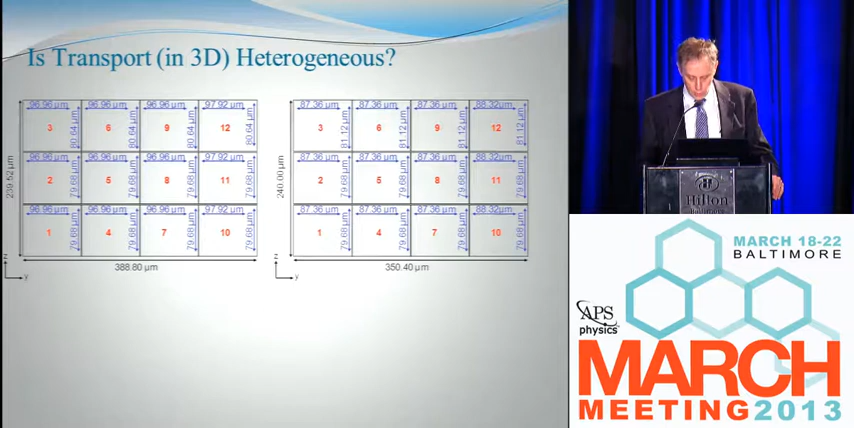 Is Transport (in 3D) Heterogeneous?
96.96 µm 96.96 µm 96.96 µm 97.92 µm
3 80.64 µm 6 80.64 µm 9 80.64 µm 12 80.64 µm
96.96 µm 96.96 µm 96.96 µm 97.92 µm
2 79.68 µm 5 79.68 µm 8 79.68 µm 11 79.68 µm
96.96 µm 96.96 µm 96.96 µm 97.92 µm
1 79.68 µm 4 79.68 µm 7 79.68 µm 10 79.68 µm
239.52 µm
z
y
388.80 µm
87.36 µm 87.36 µm 87.36 µm 88.32 µm
3 81.12 µm 6 81.12 µm 9 81.12 µm 12 81.12 µm
87.36 µm 87.36 µm 87.36 µm 88.32 µm
2 79.68 µm 5 79.68 µm 8 79.68 µm 11 79.68 µm
87.36 µm 87.36 µm 87.36 µm 88.32 µm
1 79.68 µm 4 79.68 µm 7 79.68 µm 10 79.68 µm
240.00 µm
z
y
350.40 µm
Hilton
MARCH 18-22
BALTIMORE
APS
physics
MARCH
MEETING 2013